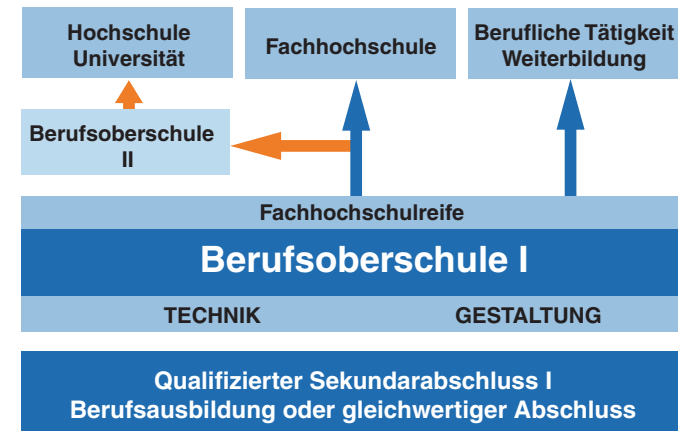 Hochschule
Universität
Fachhochschule
Berufliche Tätigkeit
Weiterbildung
Berufsoberschule
II
Fachhochschulreife
Berufsoberschule I
TECHNIK
GESTALTUNG
Qualifizierter Sekundarabschluss I
Berufsausbildung oder gleichwertiger Abschluss